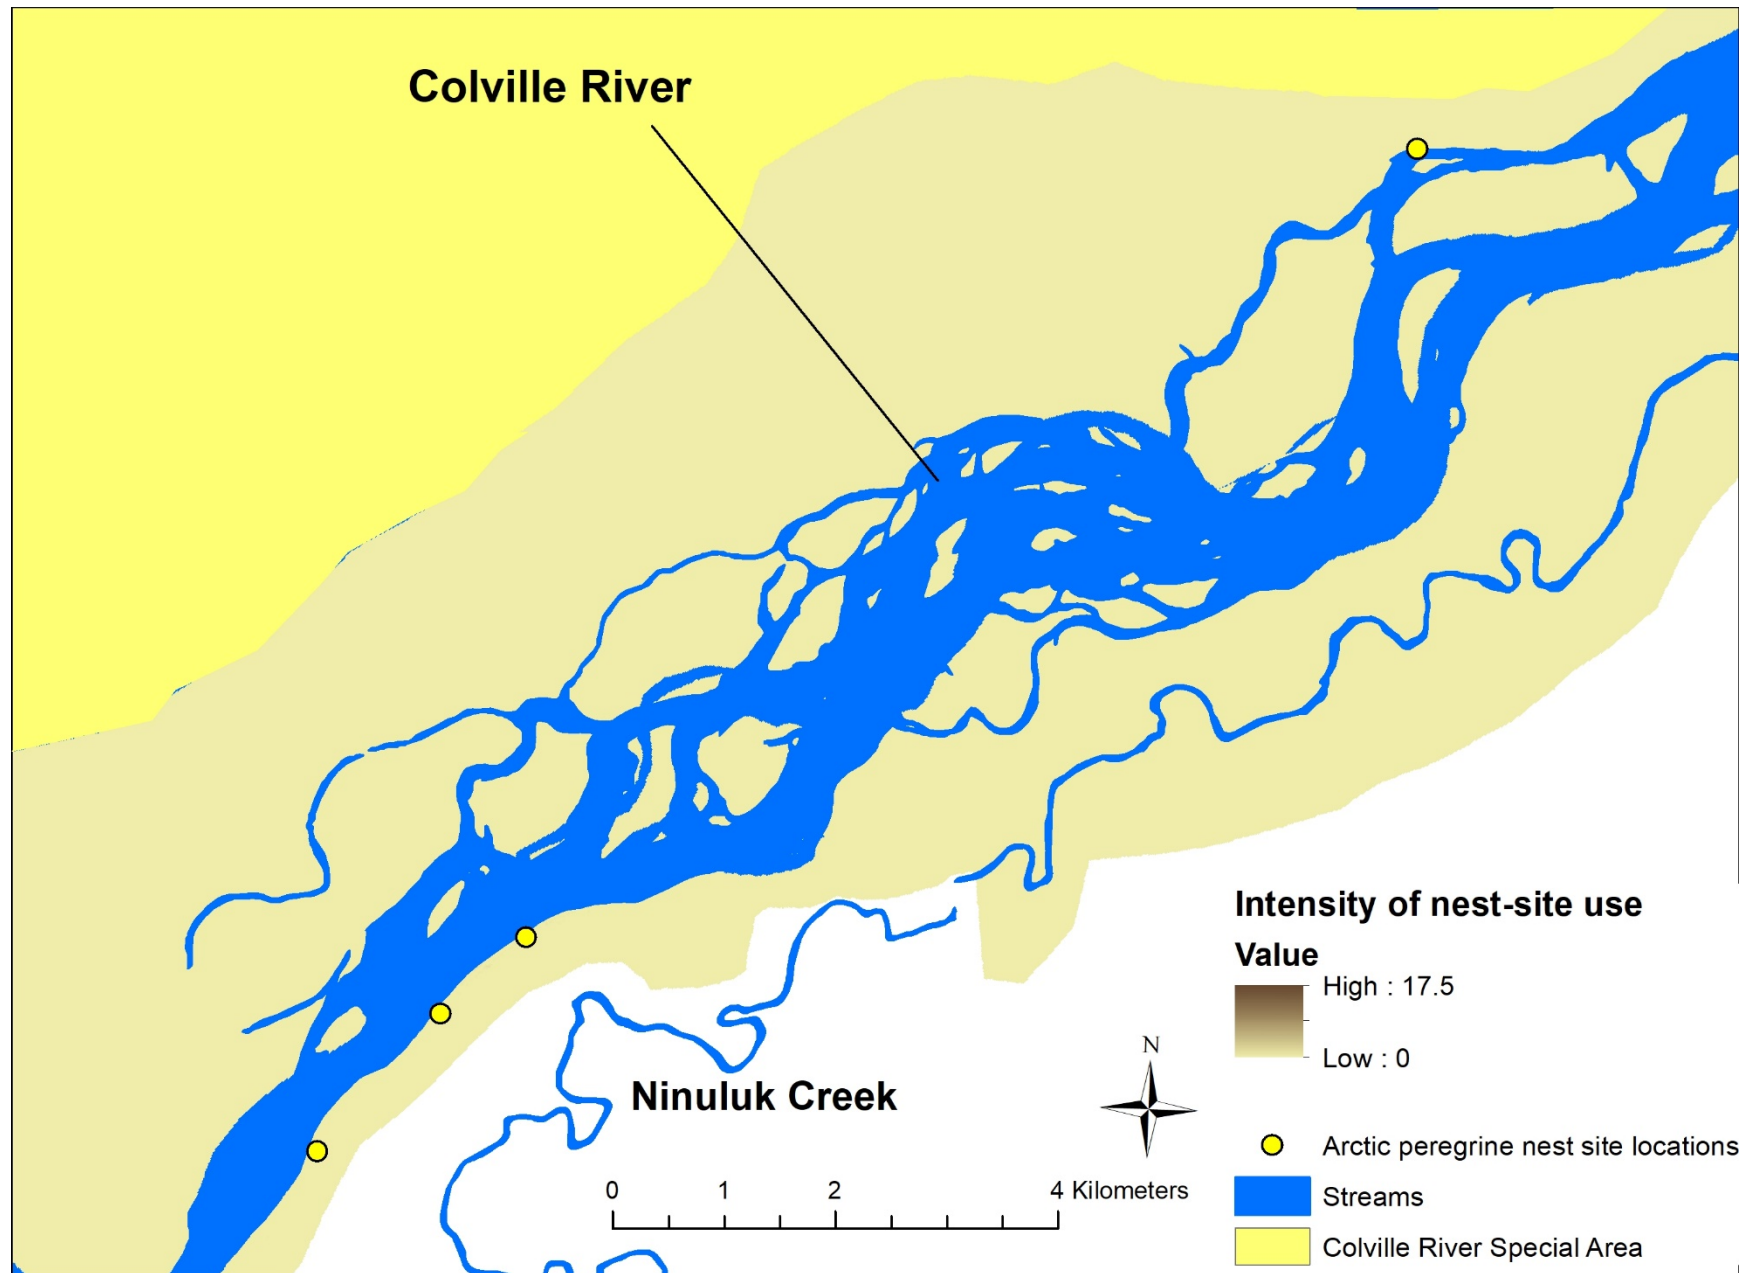 Colville River
Intensity of nest-site use
Value
High : 17.5
Low : 0
N
Ninuluk Creek
0 1 2 4 Kilometers
Arctic peregrine nest site locations
Streams
Colville River Special Area